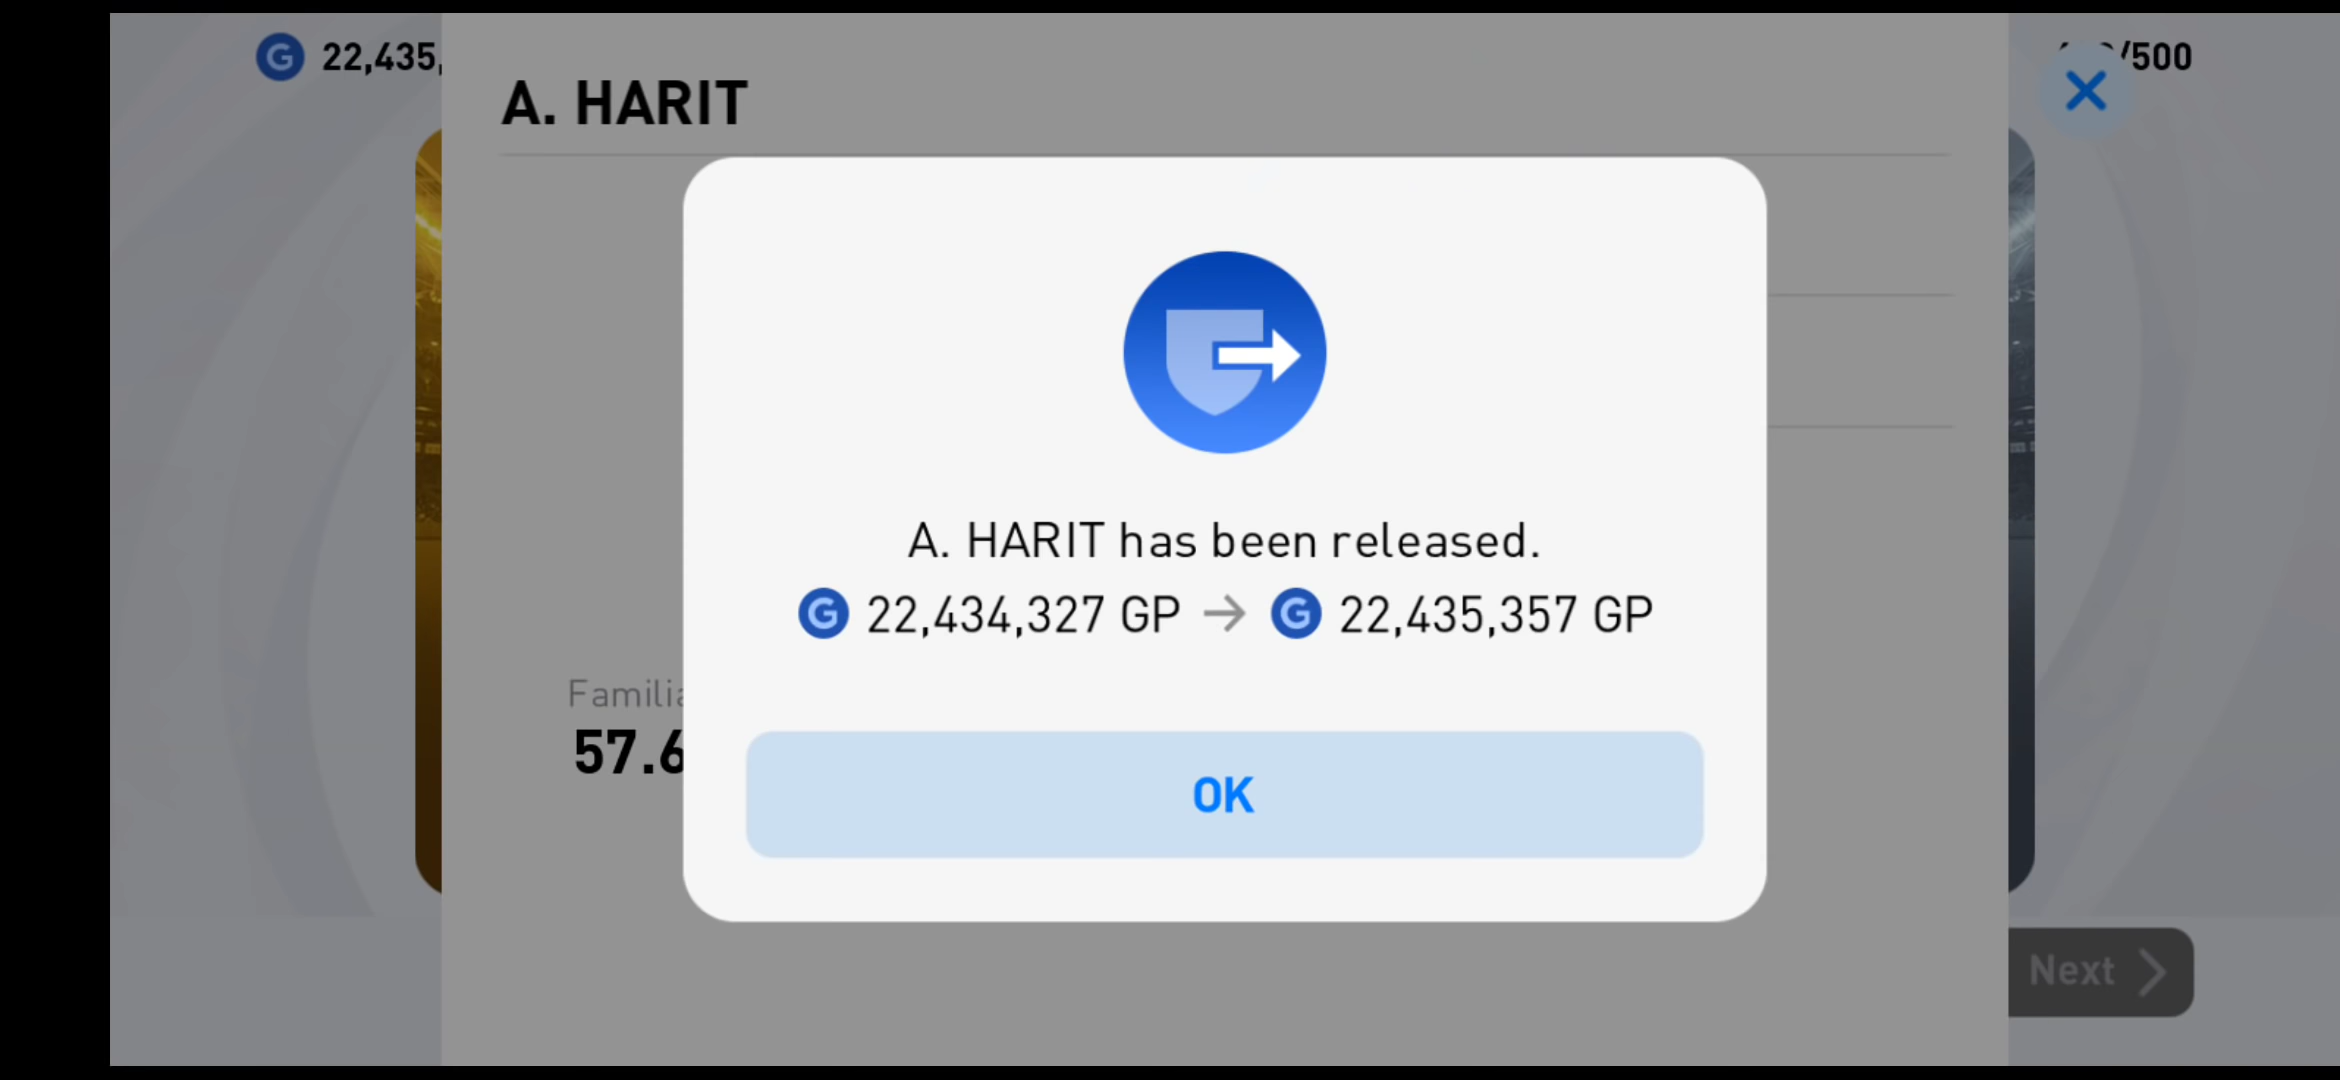 22,435,
/500
A. HARIT
A. HARIT has been released.
G 22,434,327 GP → G 22,435,357 GP
57.6
OK
Next